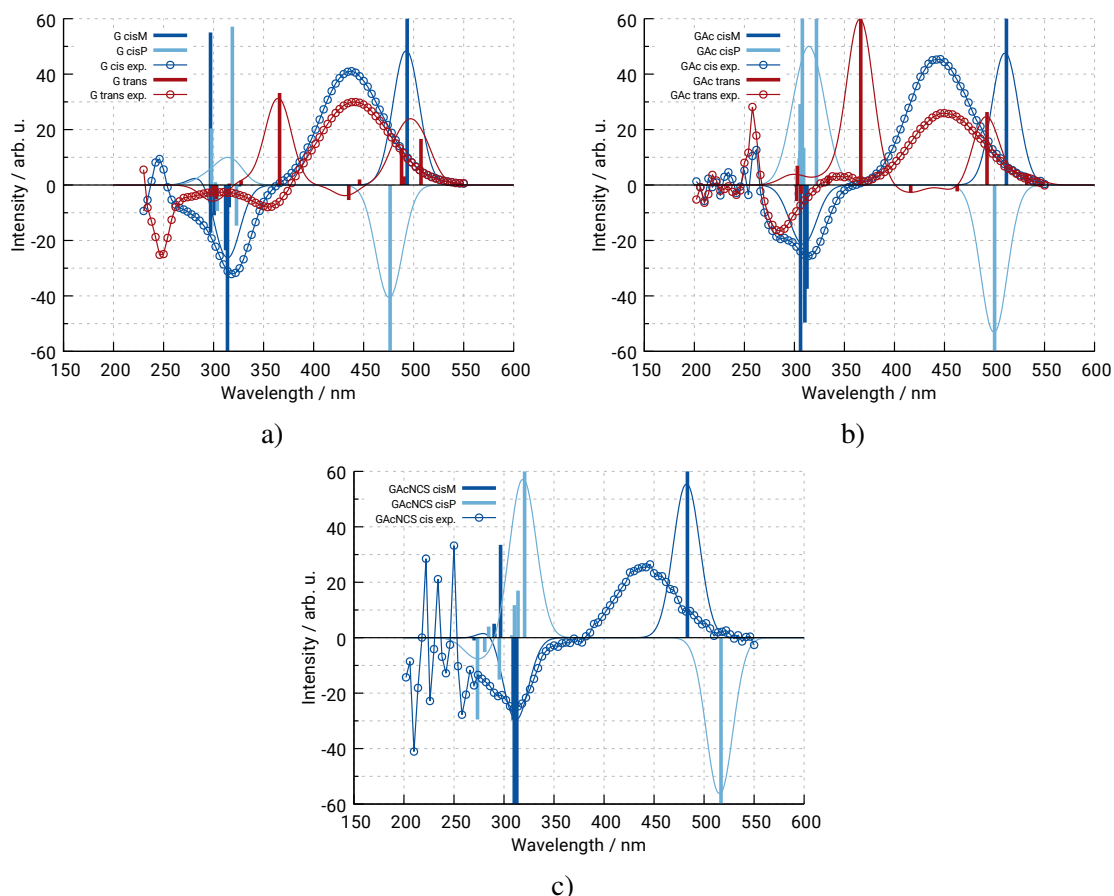 60
40
20
0
-20
-40
-60
150 200 250 300 350 400 450 500 550 600
Intensity / arb. u.
Wavelength / nm
G cisM
G cisP
G cis exp.
G trans
G trans exp.
a)
60
40
20
0
-20
-40
-60
150 200 250 300 350 400 450 500 550 600
Intensity / arb. u.
Wavelength / nm
GAc cisM
GAc cisP
GAc cis exp.
GAc trans
GAc trans exp.
b)
60
40
20
0
-20
-40
-60
150 200 250 300 350 400 450 500 550 600
Intensity / arb. u.
Wavelength / nm
GAcNCS cisM
GAcNCS cisP
GAcNCS cis exp.
c)